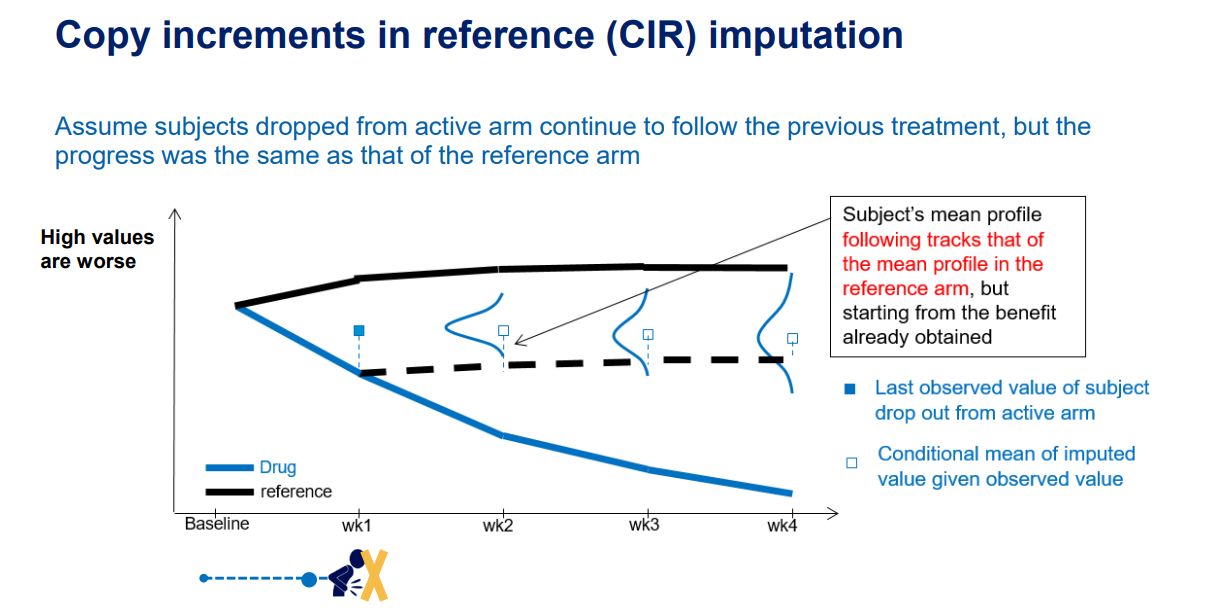 Copy increments in reference (CIR) imputation
Assume subjects dropped from active arm continue to follow the previous treatment, but the
progress was the same as that of the reference arm
High values
are worse
Subject's mean profile
following tracks that of
the mean profile in the
reference arm, but
starting from the benefit
already obtained
Last observed value of subject
drop out from active arm
Conditional mean of imputed
value given observed value
Drug
reference
Baseline
wk1
wk2
wk3
wk4